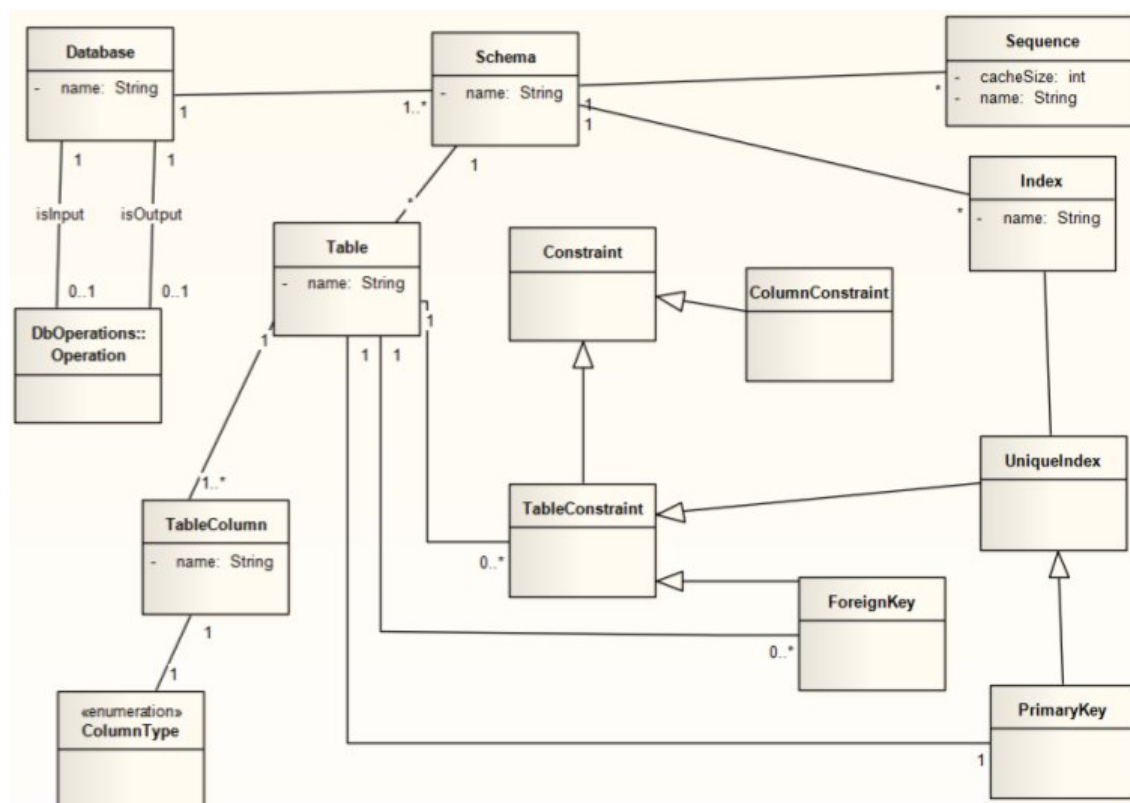 Database
- name: String
1
1..*
Schema
- name: String
1
1
1
Sequence
- cacheSize: int
- name: String
*
Index
- name: String
*
1
1
isInput
isOutput
0..1
0..1
DbOperations::
Operation
*
Table
- name: String
1
1
1
1
Constraint
ColumnConstraint
1..*
TableColumn
- name: String
1
1
«enumeration»
ColumnType
TableConstraint
0..*
UniqueIndex
ForeignKey
0..*
PrimaryKey
1